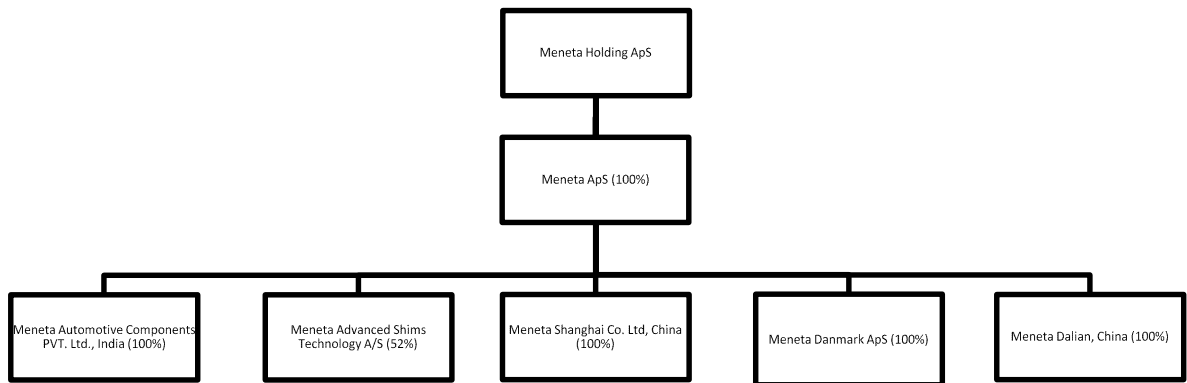 Meneta Holding ApS
Meneta ApS (100%)
Meneta Automotive Components
PVT. Ltd., India (100%)
Meneta Advanced Shims
Technology A/S (52%)
Meneta Shanghai Co. Ltd, China
(100%)
Meneta Danmark ApS (100%)
Meneta Dalian, China (100%)